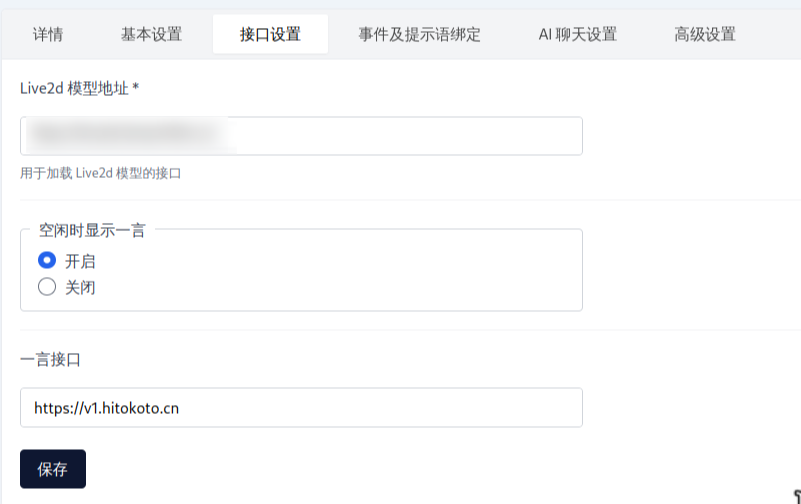 详情
基本设置
接口设置
事件及提示语绑定
AI 聊天设置
高级设置
Live2d 模型地址 *
用于加载 Live2d 模型的接口
空闲时显示一言
开启
关闭
一言接口
https://v1.hitokoto.cn
保存